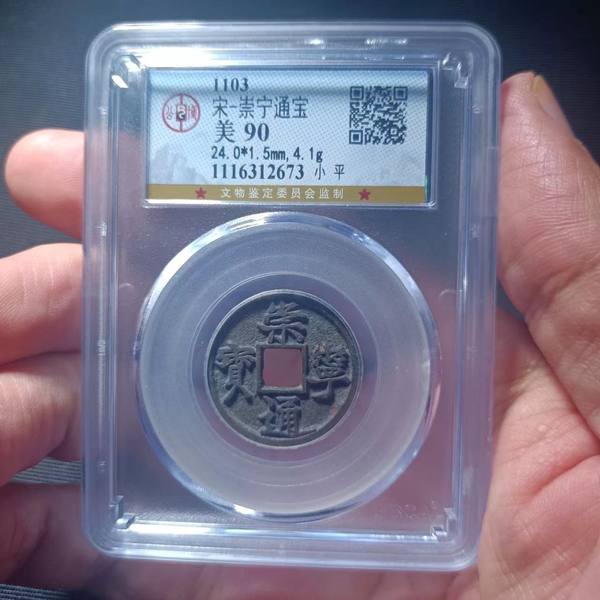 1103
宋-崇宁通宝
美 90
24.0*1.5mm,4.1g
1116312673 小平
★ 文物鉴定委员会监制 ★
崇
寶 寧
通